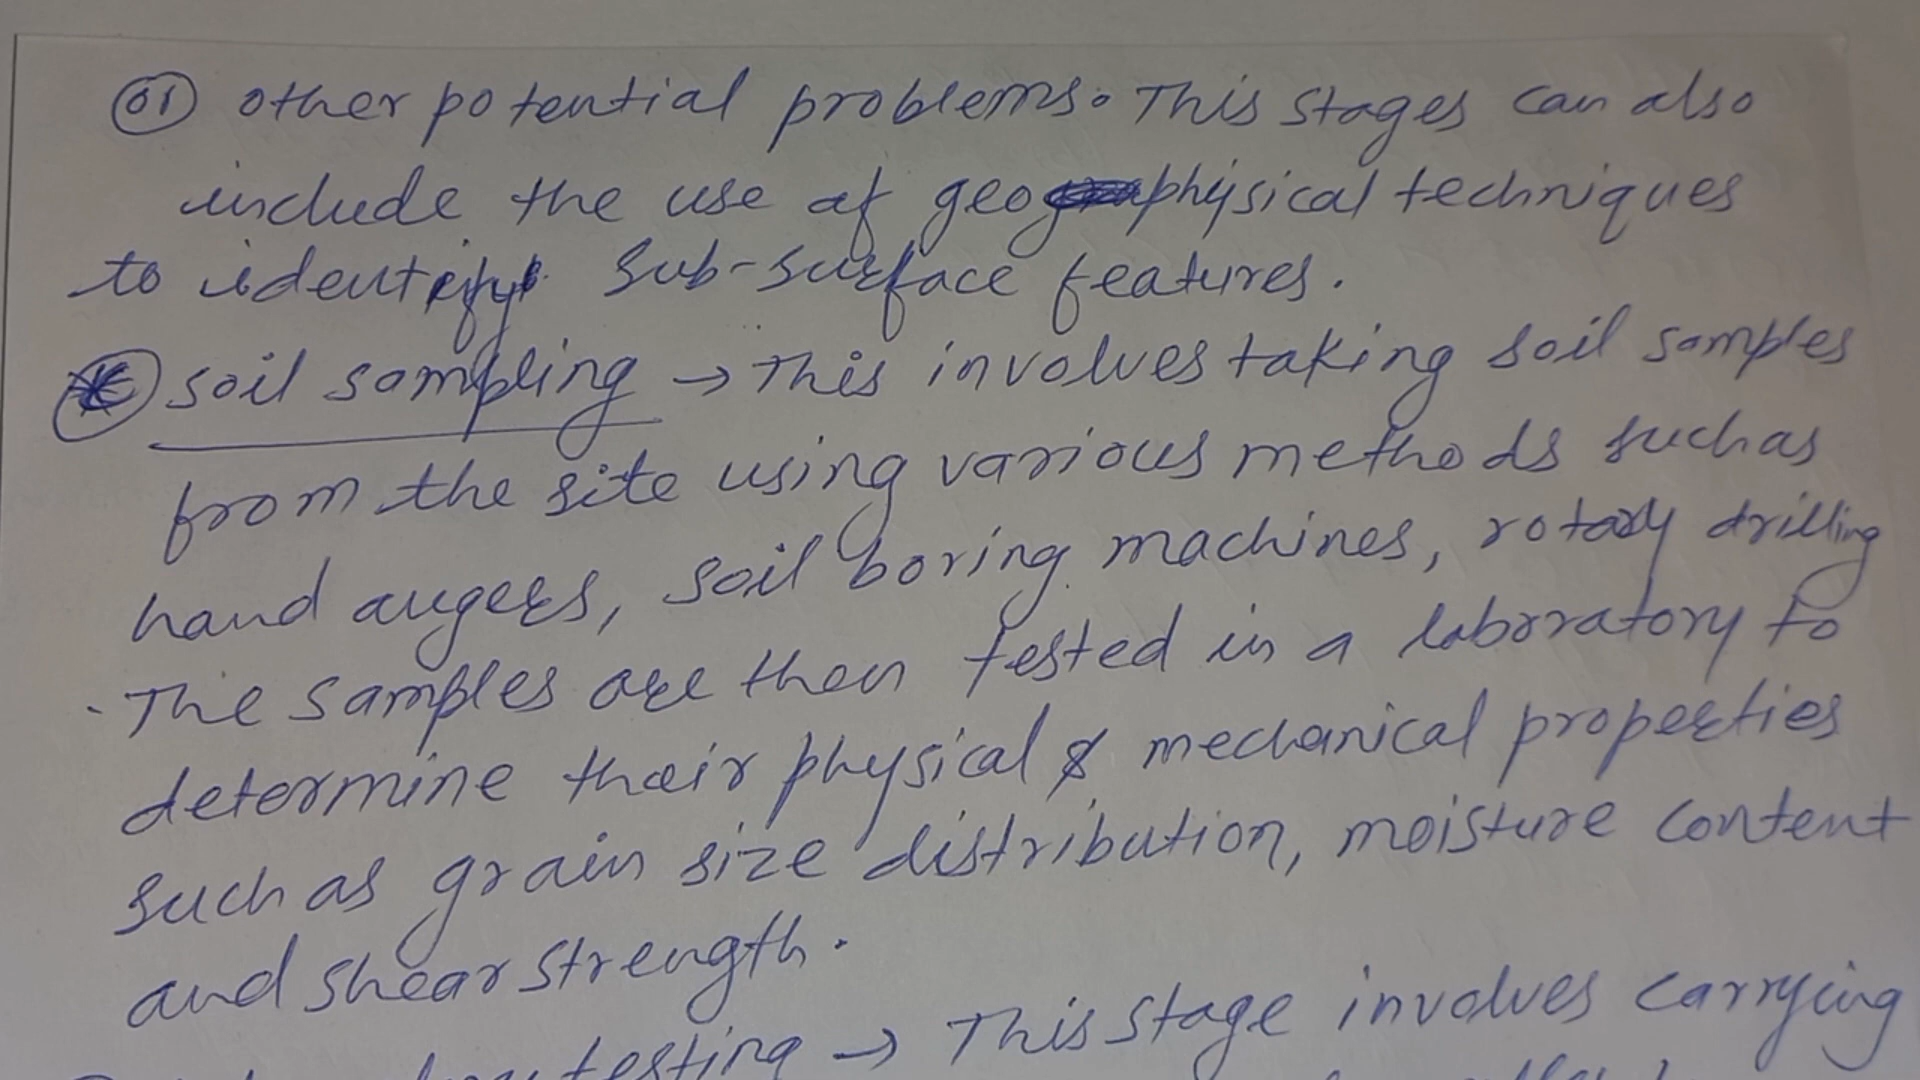 or other potential problems. This stages can also
include the use of geophysical techniques
to identify sub-surface features.
* soil sampling → This involves taking soil samples
from the site using various methods such as
hand augers, soil boring machines, rotary drilling
. The samples are then tested in a laboratory to
determine their physical & mechanical properties
such as grain size distribution, moisture content
and shear strength.
testing → This stage involves carrying